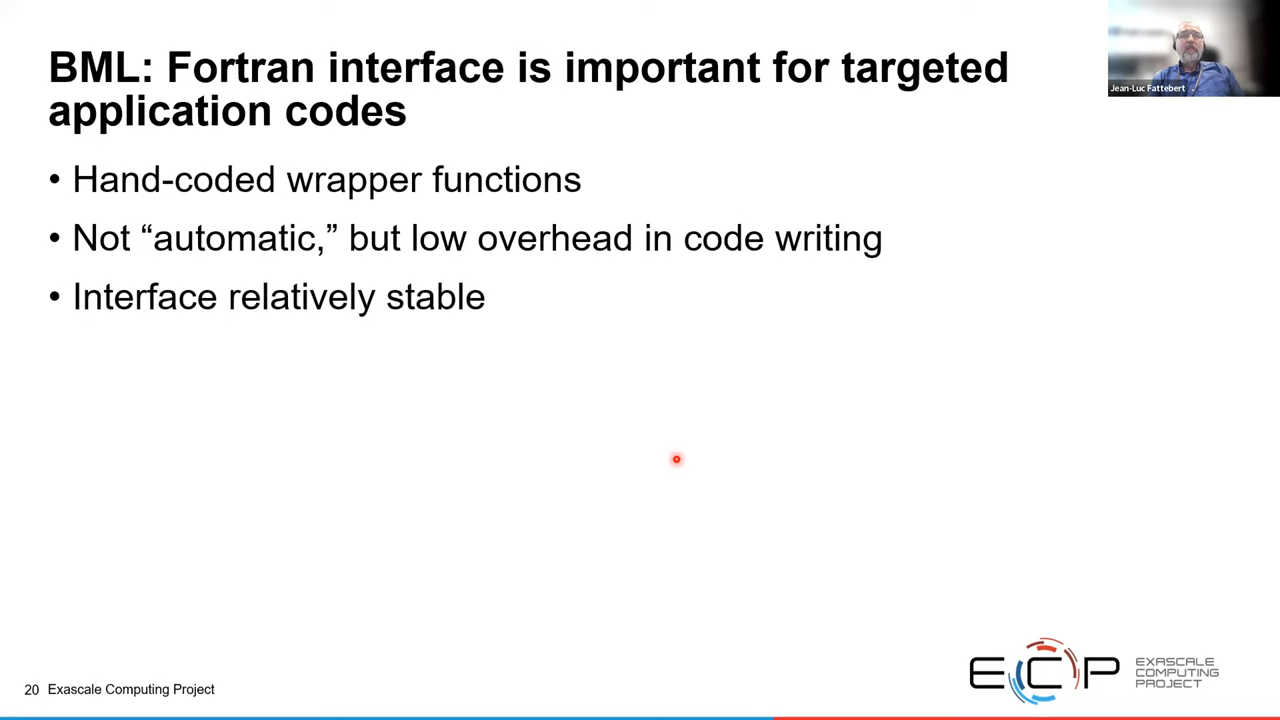 BML: Fortran interface is important for targeted
application codes
• Hand-coded wrapper functions
• Not “automatic,” but low overhead in code writing
• Interface relatively stable
Jean-Luc Fattebert
20 Exascale Computing Project
ECP
EXASCALE
COMPUTING
PROJECT